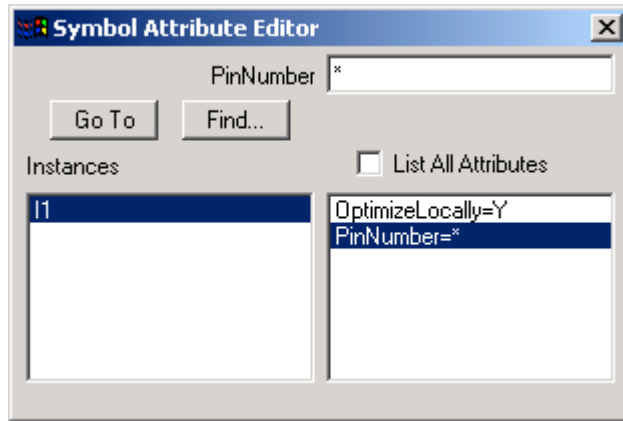 Symbol Attribute Editor
PinNumber *
Go To Find...
Instances List All Attributes
I1 OptimizeLocally=Y
PinNumber=*